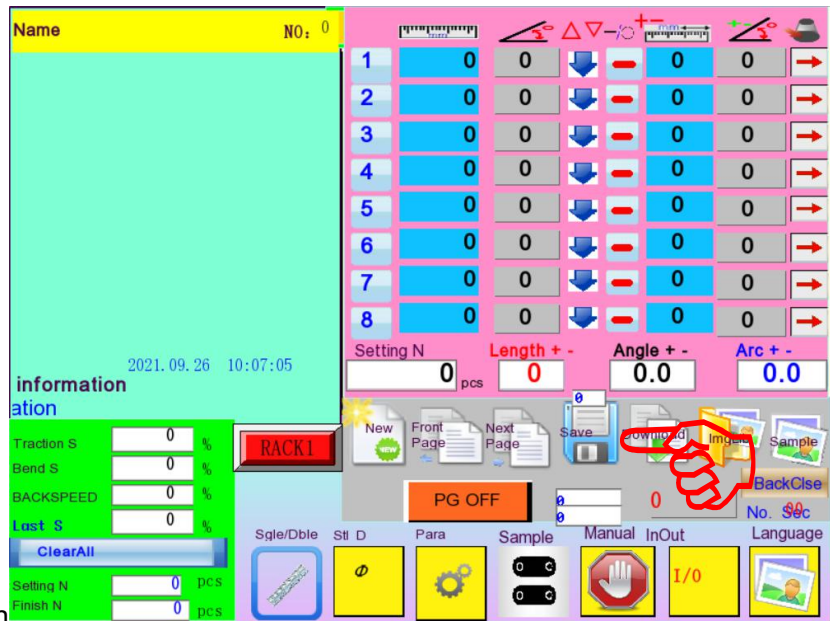 Name NO: 0
mm mm
1 0 0 0 0
2 0 0 0 0
3 0 0 0 0
4 0 0 0 0
5 0 0 0 0
6 0 0 0 0
7 0 0 0 0
8 0 0 0 0
Setting N Length + - Angle + - Arc + -
0 pcs 0 0.0 0.0
2021.09.26 10:07:05
information
ation
0
New Front Page Next Page Save Download Sample
NEW
Traction S 0 %
RACK1
Bend S 0 %
BACKSPEED 0 %
Last S 0 %
BackClse
PG OFF 0 0 0
No. Sec
ClearAll
Sgle/Dble Stl D Para Sample Manual InOut Language
Φ I/0
Setting N 0 pcs
Finish N 0 pcs
n